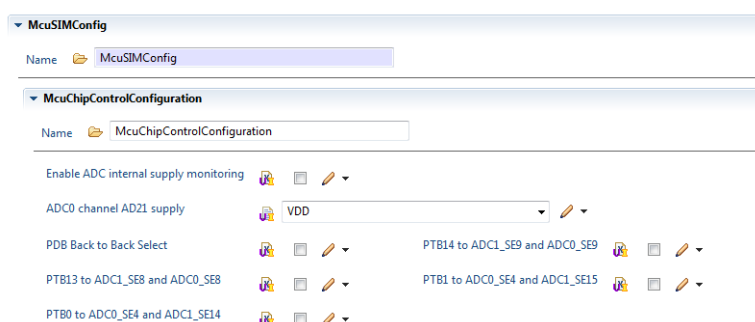 McuSIMConfig
Name McuSIMConfig
McuChipControlConfiguration
Name McuChipControlConfiguration
Enable ADC internal supply monitoring
ADC0 channel AD21 supply VDD
PDB Back to Back Select PTB14 to ADC1_SE9 and ADC0_SE9
PTB13 to ADC1_SE8 and ADC0_SE8 PTB1 to ADC0_SE4 and ADC1_SE15
PTB0 to ADC0_SE4 and ADC1_SE14